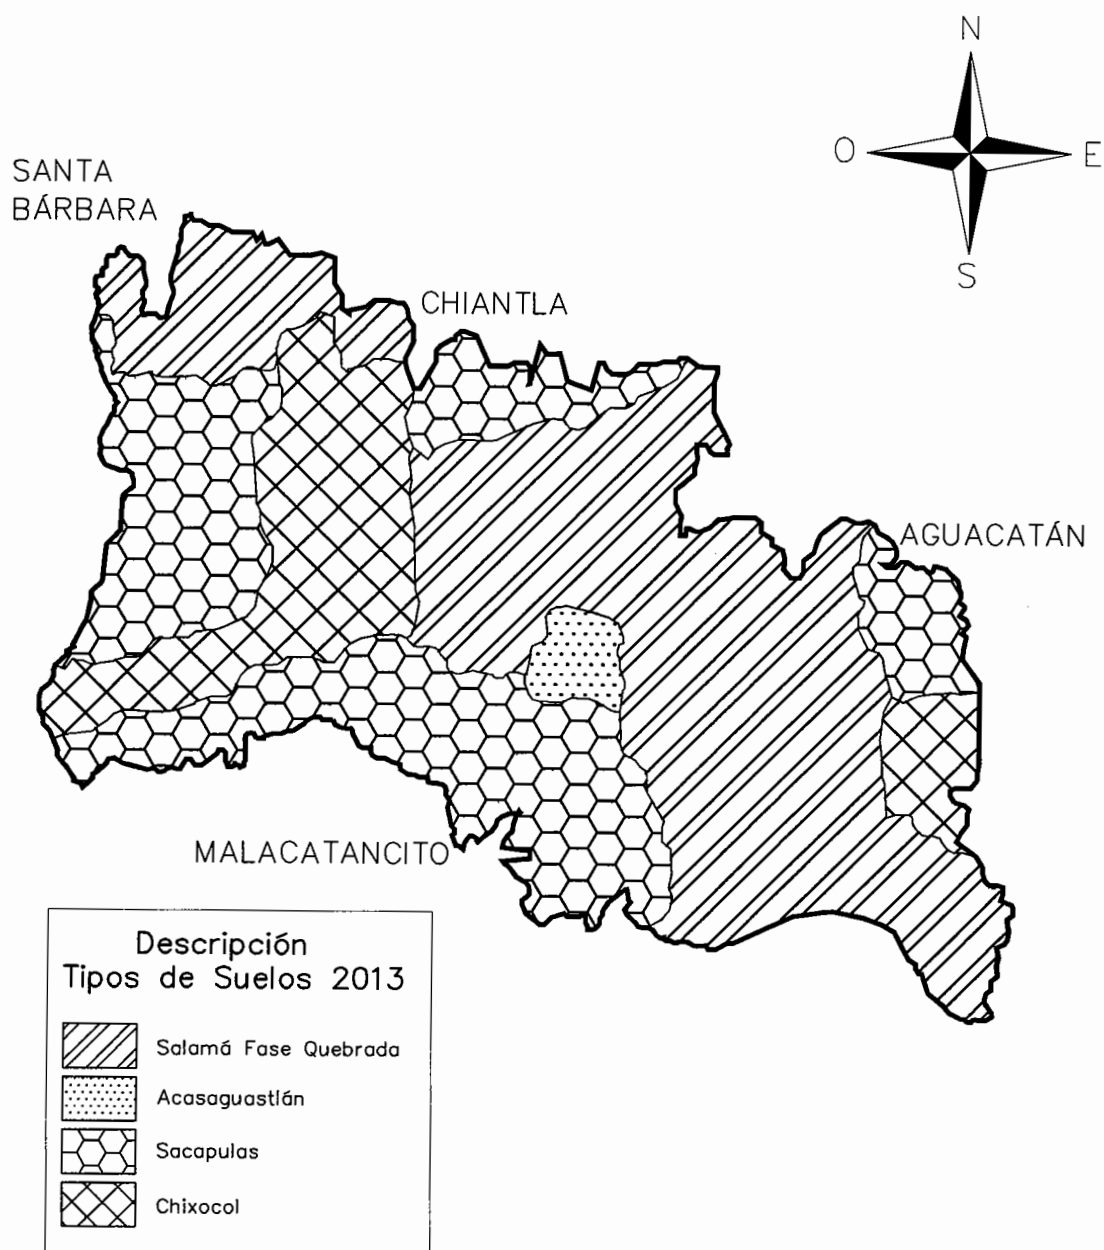 N
O
E
S
SANTA
BÁRBARA
CHIANTLA
AGUACATÁN
MALACATANCITO
Descripción
Tipos de Suelos 2013
Salamá Fase Quebrada
Acasaguastlán
Sacapulas
Chixocol